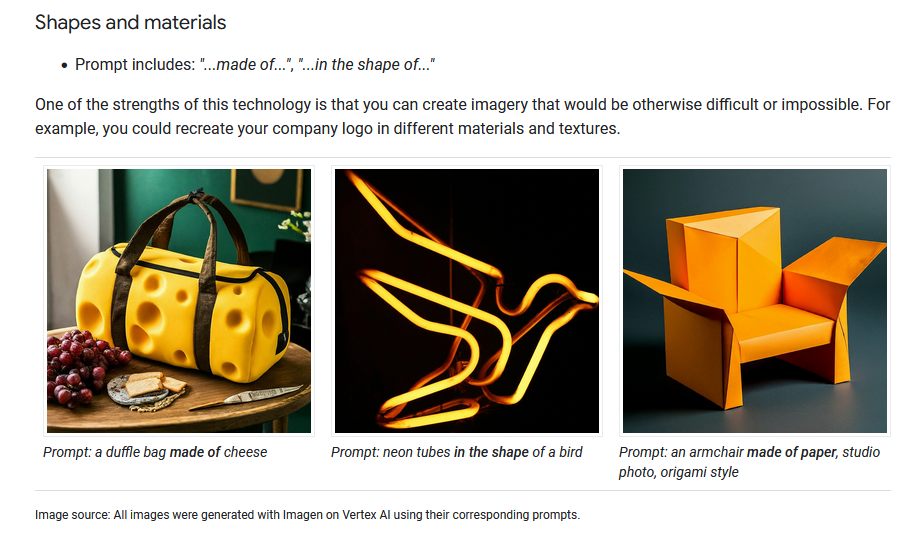 Shapes and materials
• Prompt includes: "...made of...", "...in the shape of..."
One of the strengths of this technology is that you can create imagery that would be otherwise difficult or impossible. For
example, you could recreate your company logo in different materials and textures.
Prompt: a duffle bag made of cheese
Prompt: neon tubes in the shape of a bird
Prompt: an armchair made of paper, studio
photo, origami style
Image source: All images were generated with Imagen on Vertex AI using their corresponding prompts.